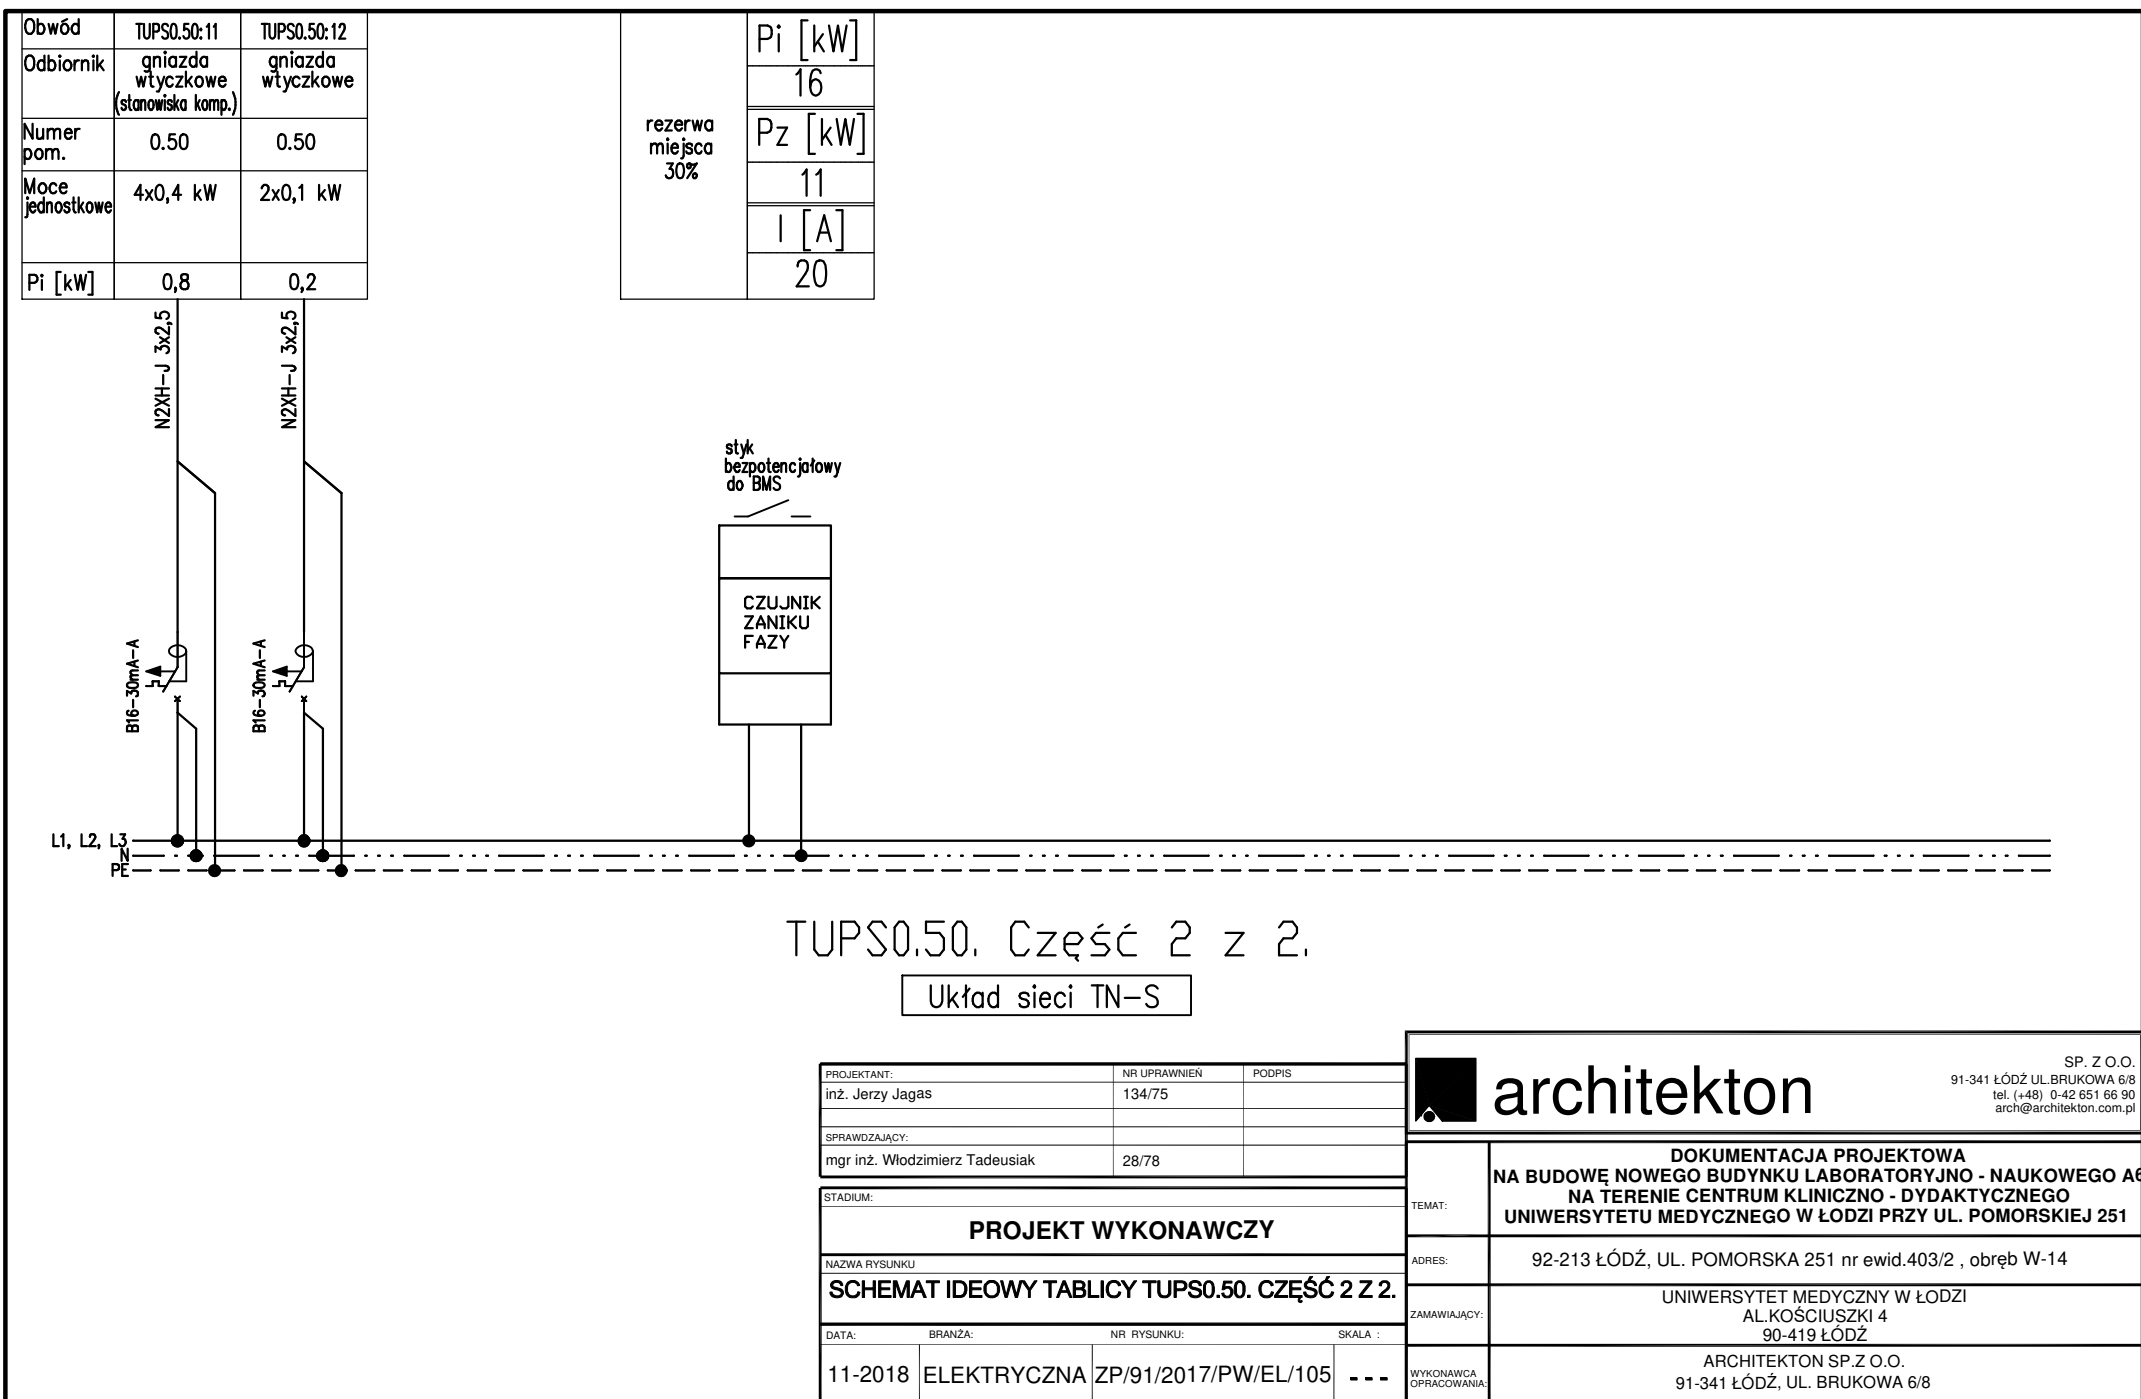 Obwód
TUPS0.50:11
TUPS0.50:12
Odbiornik
gniazda
wtyczkowe
(stanowiska komp.)
gniazda
wtyczkowe
Numer
pom.
0.50
0.50
Moce
jednostkowe
4x0,4 kW
2x0,1 kW
Pi [kW]
0,8
0,2
rezerwa
miejsca
30%
Pi [kW]
16
Pz [kW]
11
I [A]
20
N2XH-J 3x2,5
N2XH-J 3x2,5
B16-30mA-A
B16-30mA-A
styk
bezpotencjałowy
do BMS
CZUJNIK
ZANIKU
FAZY
L1, L2, L3
N
PE
TUPS0.50. Część 2 z 2.
Układ sieci TN-S
PROJEKTANT:
NR UPRAWNIEŃ
PODPIS
inż. Jerzy Jagas
134/75
SPRAWDZAJĄCY:
mgr inż. Włodzimierz Tadeusiak
28/78
STADIUM:
PROJEKT WYKONAWCZY
NAZWA RYSUNKU
SCHEMAT IDEOWY TABLICY TUPS0.50. CZĘŚĆ 2 Z 2.
DATA:
BRANŻA:
NR RYSUNKU:
SKALA :
11-2018
ELEKTRYCZNA
ZP/91/2017/PW/EL/105
---
architekton
SP. Z O.O.
91-341 ŁÓDŹ UL.BRUKOWA 6/8
tel. (+48) 0-42 651 66 90
arch@architekton.com.pl
TEMAT:
DOKUMENTACJA PROJEKTOWA
NA BUDOWĘ NOWEGO BUDYNKU LABORATORYJNO - NAUKOWEGO A6
NA TERENIE CENTRUM KLINICZNO - DYDAKTYCZNEGO
UNIWERSYTETU MEDYCZNEGO W ŁODZI PRZY UL. POMORSKIEJ 251
ADRES:
92-213 ŁÓDŹ, UL. POMORSKA 251 nr ewid.403/2 , obręb W-14
ZAMAWIAJĄCY:
UNIWERSYTET MEDYCZNY W ŁODZI
AL.KOŚCIUSZKI 4
90-419 ŁÓDŹ
WYKONAWCA
OPRACOWANIA:
ARCHITEKTON SP.Z O.O.
91-341 ŁÓDŹ, UL. BRUKOWA 6/8